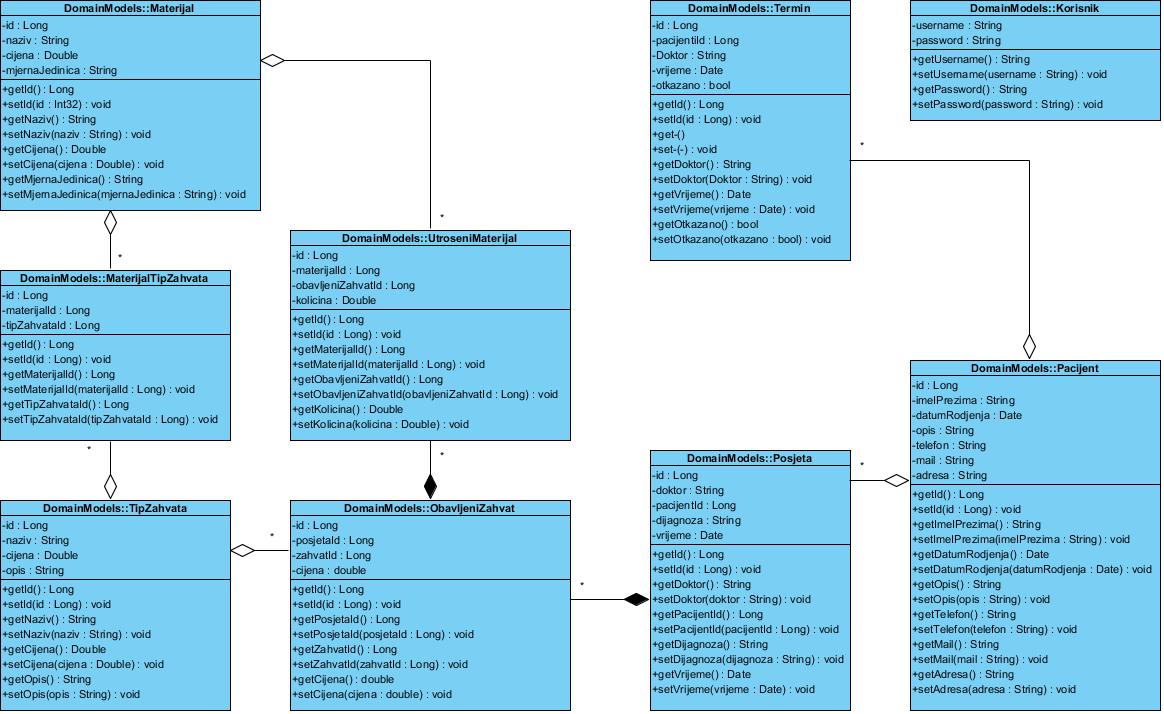 DomainModels::Materijal
-id : Long
-naziv : String
-cijena : Double
-mjernaJedinica : String
+getId() : Long
+setId(id : Int32) : void
+getNaziv() : String
+setNaziv(naziv : String) : void
+getCijena() : Double
+setCijena(cijena : Double) : void
+getMjernaJedinica() : String
+setMjernaJedinica(mjernaJedinica : String) : void
*
*
DomainModels::MaterijalTipZahvata
-id : Long
-materijalId : Long
-tipZahvataId : Long
+getId() : Long
+setId(id : Long) : void
+getMaterijalId() : Long
+setMaterijalId(materijalId : Long) : void
+getTipZahvataId() : Long
+setTipZahvataId(tipZahvataId : Long) : void
*
DomainModels::TipZahvata
-id : Long
-naziv : String
-cijena : Double
-opis : String
+getId() : Long
+setId(id : Long) : void
+getNaziv() : String
+setNaziv(naziv : String) : void
+getCijena() : Double
+setCijena(cijena : Double) : void
+getOpis() : String
+setOpis(opis : String) : void
*
DomainModels::UtroseniMaterijal
-id : Long
-materijalId : Long
-obavljeniZahvatId : Long
-kolicina : Double
+getId() : Long
+setId(id : Long) : void
+getMaterijalId() : Long
+setMaterijalId(materijalId : Long) : void
+getObavljeniZahvatId() : Long
+setObavljeniZahvatId(obavljeniZahvatId : Long) : void
+getKolicina() : Double
+setKolicina(kolicina : Double) : void
*
DomainModels::ObavljeniZahvat
-id : Long
-posjetaId : Long
-zahvatId : Long
-cijena : double
+getId() : Long
+setId(id : Long) : void
+getPosjetaId() : Long
+setPosjetaId(posjetaId : Long) : void
+getZahvatId() : Long
+setZahvatId(zahvatId : Long) : void
+getCijena() : double
+setCijena(cijena : double) : void
*
DomainModels::Termin
-id : Long
-pacijentiId : Long
-Doktor : String
-vrijeme : Date
-otkazano : bool
+getId() : Long
+setId(id : Long) : void
+get-()
+set-(-) : void
+getDoktor() : String
+setDoktor(Doktor : String) : void
+getVrijeme() : Date
+setVrijeme(vrijeme : Date) : void
+getOtkazano() : bool
+setOtkazano(otkazano : bool) : void
*
DomainModels::Posjeta
-id : Long
-doktor : String
-pacijentId : Long
-dijagnoza : String
-vrijeme : Date
+getId() : Long
+setId(id : Long) : void
+getDoktor() : String
+setDoktor(doktor : String) : void
+getPacijentId() : Long
+setPacijentId(pacijentId : Long) : void
+getDijagnoza() : String
+setDijagnoza(dijagnoza : String) : void
+getVrijeme() : Date
+setVrijeme(vrijeme : Date) : void
*
DomainModels::Korisnik
-username : String
-password : String
+getUsername() : String
+setUsername(username : String) : void
+getPassword() : String
+setPassword(password : String) : void
DomainModels::Pacijent
-id : Long
-imeIPrezima : String
-datumRodjenja : Date
-opis : String
-telefon : String
-mail : String
-adresa : String
+getId() : Long
+setId(id : Long) : void
+getImeIPrezima() : String
+setImeIPrezima(imeIPrezima : String) : void
+getDatumRodjenja() : Date
+setDatumRodjenja(datumRodjenja : Date) : void
+getOpis() : String
+setOpis(opis : String) : void
+getTelefon() : String
+setTelefon(telefon : String) : void
+getMail() : String
+setMail(mail : String) : void
+getAdresa() : String
+setAdresa(adresa : String) : void